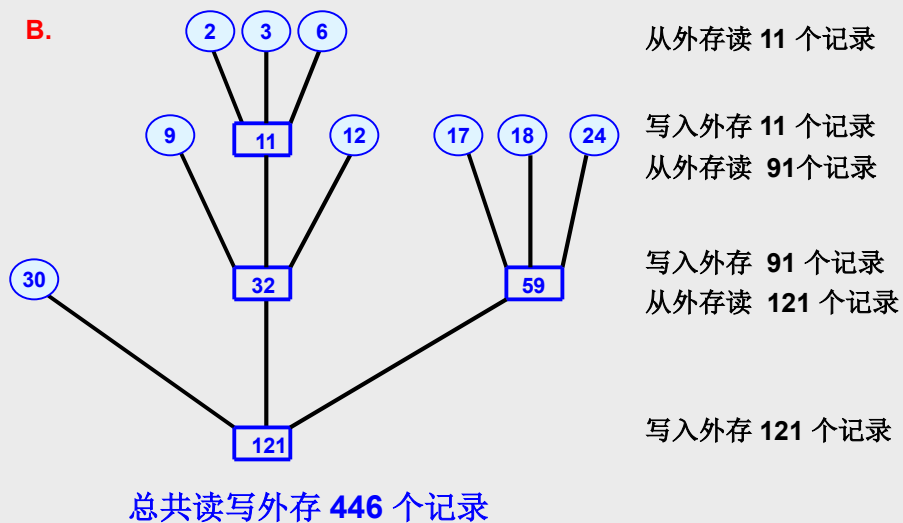 B.
2 3 6
从外存读 11 个记录
9 11 12 17 18 24
写入外存 11 个记录
从外存读 91个记录
30 32 59
写入外存 91 个记录
从外存读 121 个记录
121
写入外存 121 个记录
总共读写外存 446 个记录